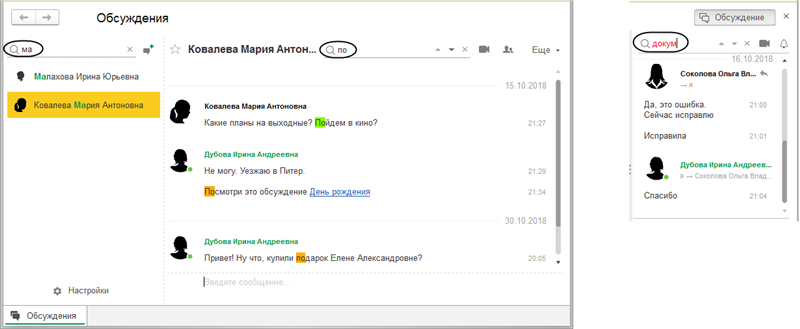 Обсуждения
ма
Малахова Ирина Юрьевна
Ковалева Мария Антоновна
Настройки
Обсуждения
Ковалева Мария Антон...
по
Еще
15.10.2018
Ковалева Мария Антоновна
Какие планы на выходные? Пойдем в кино?
21:27
Дубова Ирина Андреевна
Не могу. Уезжаю в Питер.
21:29
Посмотри это обсуждение День рождения
21:34
30.10.2018
Дубова Ирина Андреевна
Привет! Ну что, купили подарок Елене Александровне?
20:05
Введите сообщение...
Обсуждение
докум
16.10.2018
Соколова Ольга Вл...
→ я
Да, это ошибка.
21:00
Сейчас исправлю
Исправила
21:01
Дубова Ирина Андреев...
я → Соколова Ольга Влад...
Спасибо
21:04